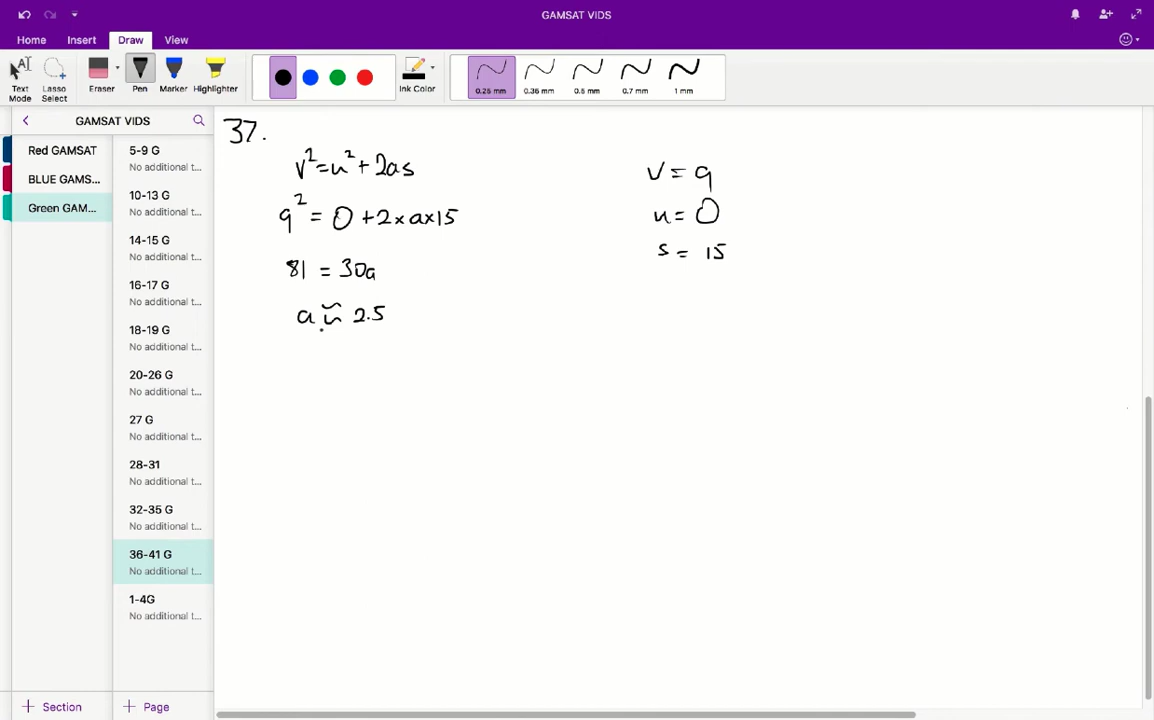 GAMSAT VIDS
Home Insert Draw View
Text Mode
Lasso Select
Eraser
Pen
Marker
Highlighter
Ink Color
0.25 mm
0.35 mm
0.5 mm
0.7 mm
1 mm
GAMSAT VIDS
Red GAMSAT
BLUE GAMS...
Green GAM...
5-9 G
No additional t...
10-13 G
No additional t...
14-15 G
No additional t...
16-17 G
No additional t...
18-19 G
No additional t...
20-26 G
No additional t...
27 G
No additional t...
28-31
No additional t...
32-35 G
No additional t...
36-41 G
No additional t...
1-4G
No additional t...
+ Section
+ Page
37.
v²=u²+2as
9² = 0 +2×a×15
81 = 30a
a ≈ 2.5
v = 9
u = 0
s = 15